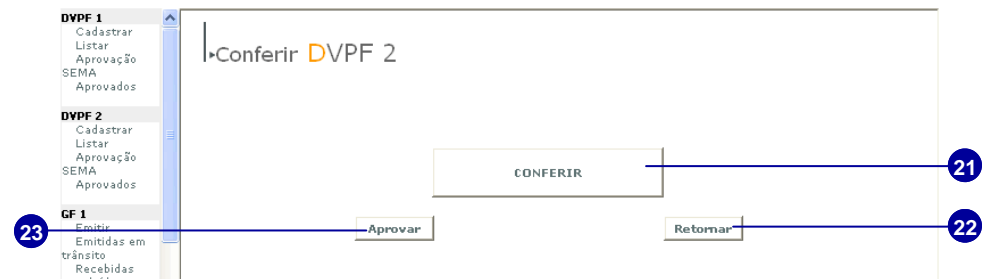 DVPF 1
Cadastrar
Listar
Aprovação
SEMA
Aprovados
DVPF 2
Cadastrar
Listar
Aprovação
SEMA
Aprovados
GF 1
Emitir
Emitidas em
trânsito
Recebidas
Conferir DVPF 2
CONFERIR
21
Aprovar
23
Retornar
22